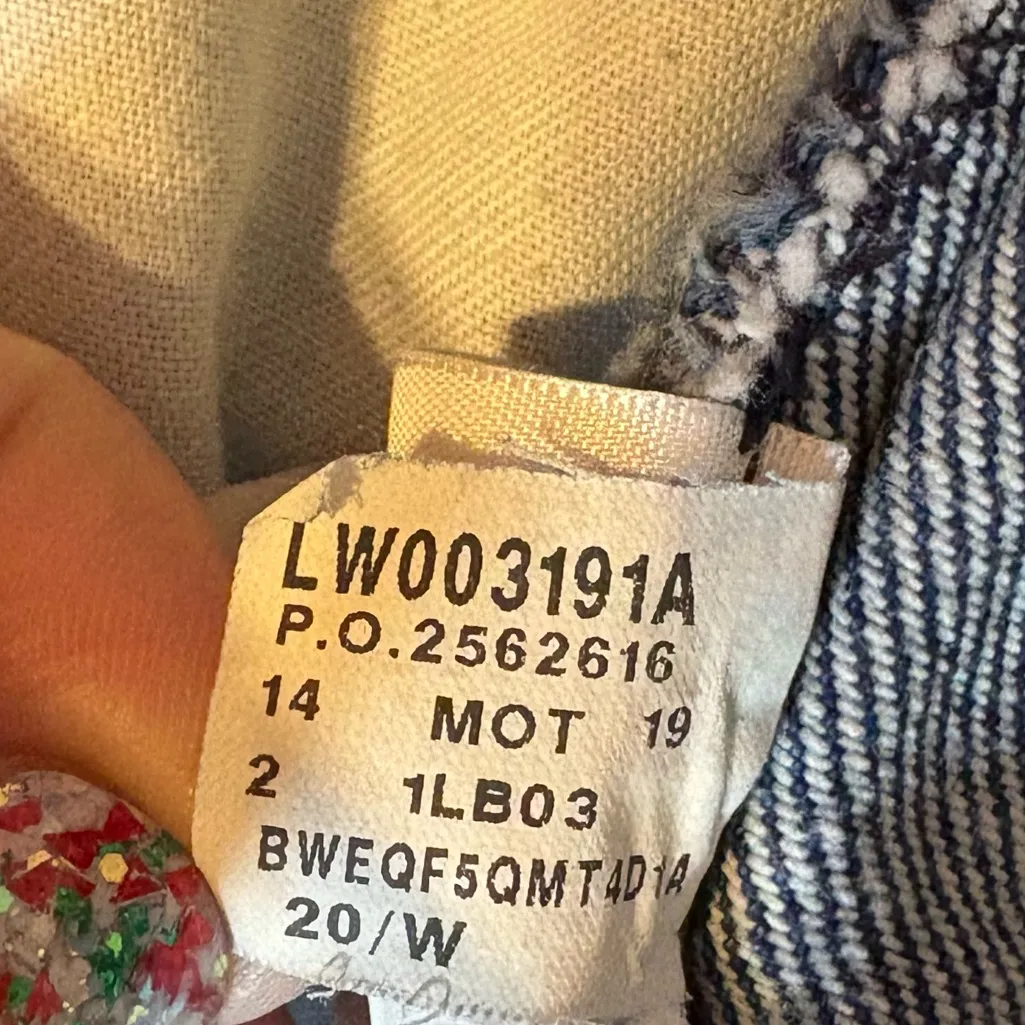 LW003191A
P.O.2562616
14 MOT 19
2 1LB03
BWEQF5QMT4D1A
20/W